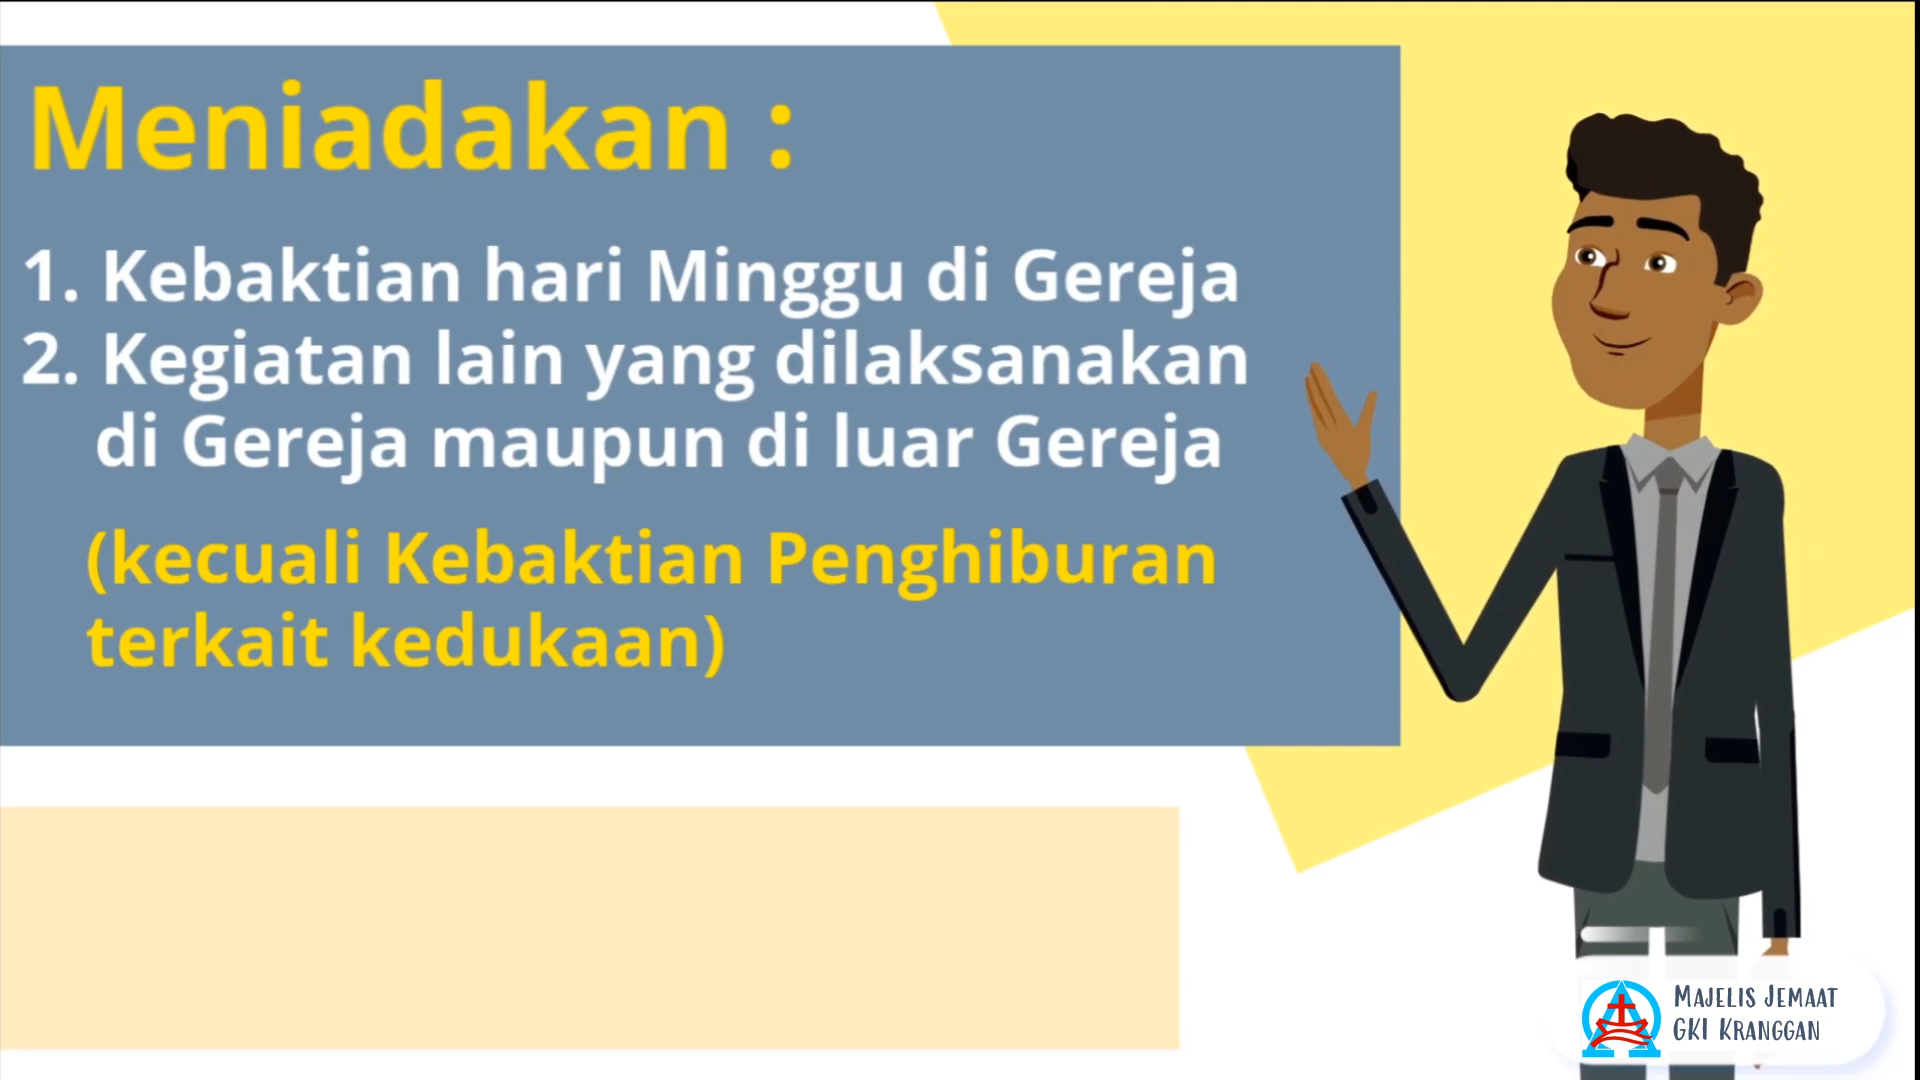 Meniadakan :
1. Kebaktian hari Minggu di Gereja
2. Kegiatan lain yang dilaksanakan
di Gereja maupun di luar Gereja
(kecuali Kebaktian Penghiburan
terkait kedukaan)
MAJELIS JEMAAT
GKI KRANGGAN